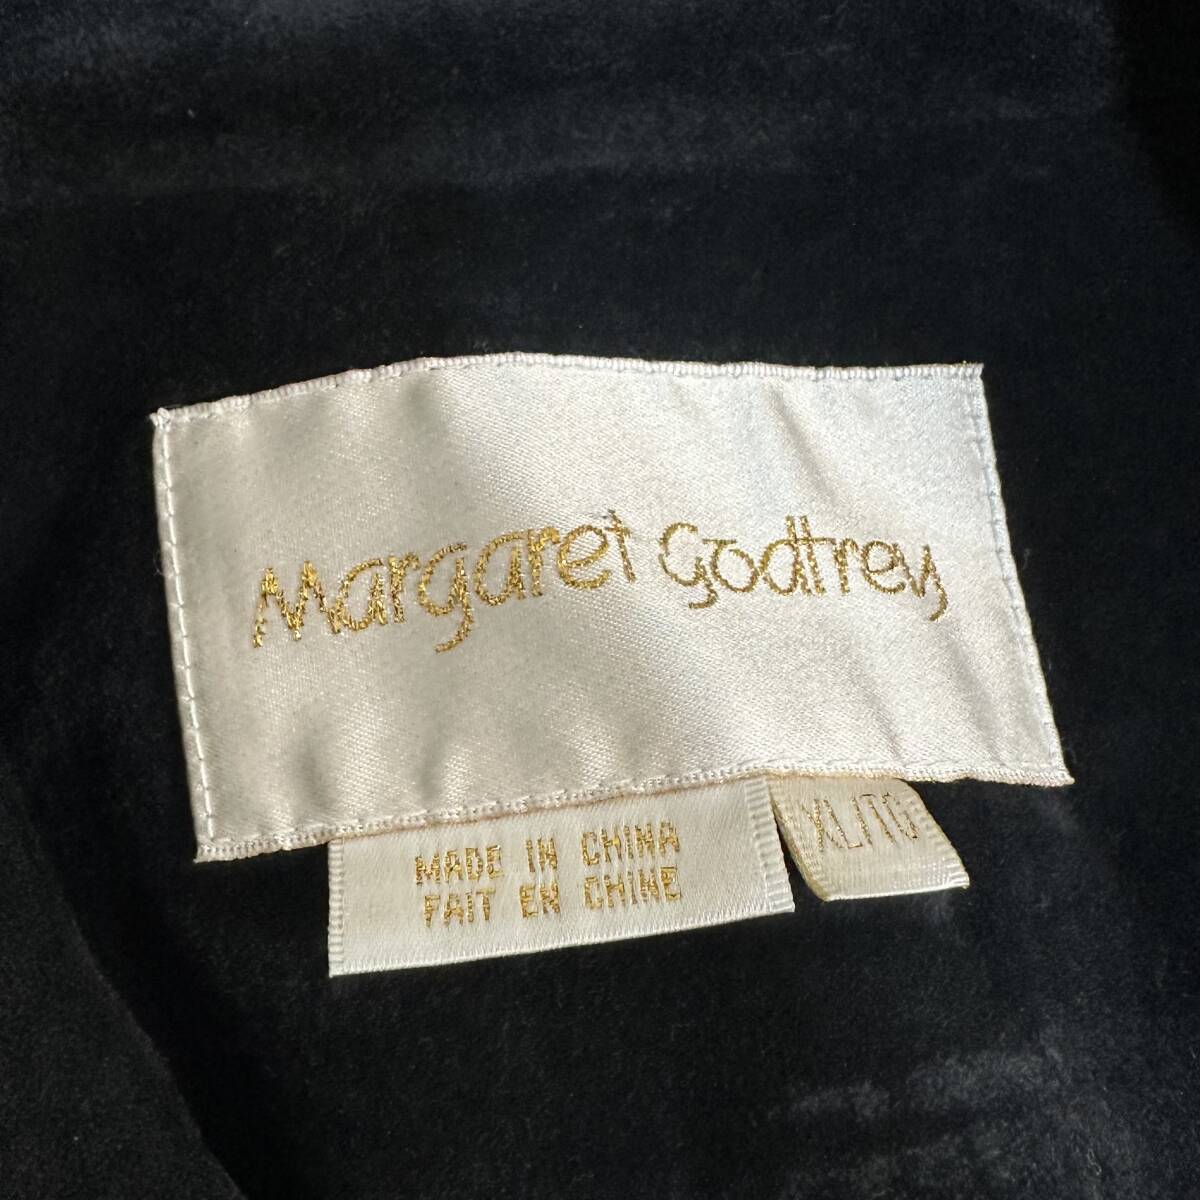 Margaret Godfrey
MADE IN CHINA
FAIT EN CHINE
XL/TG